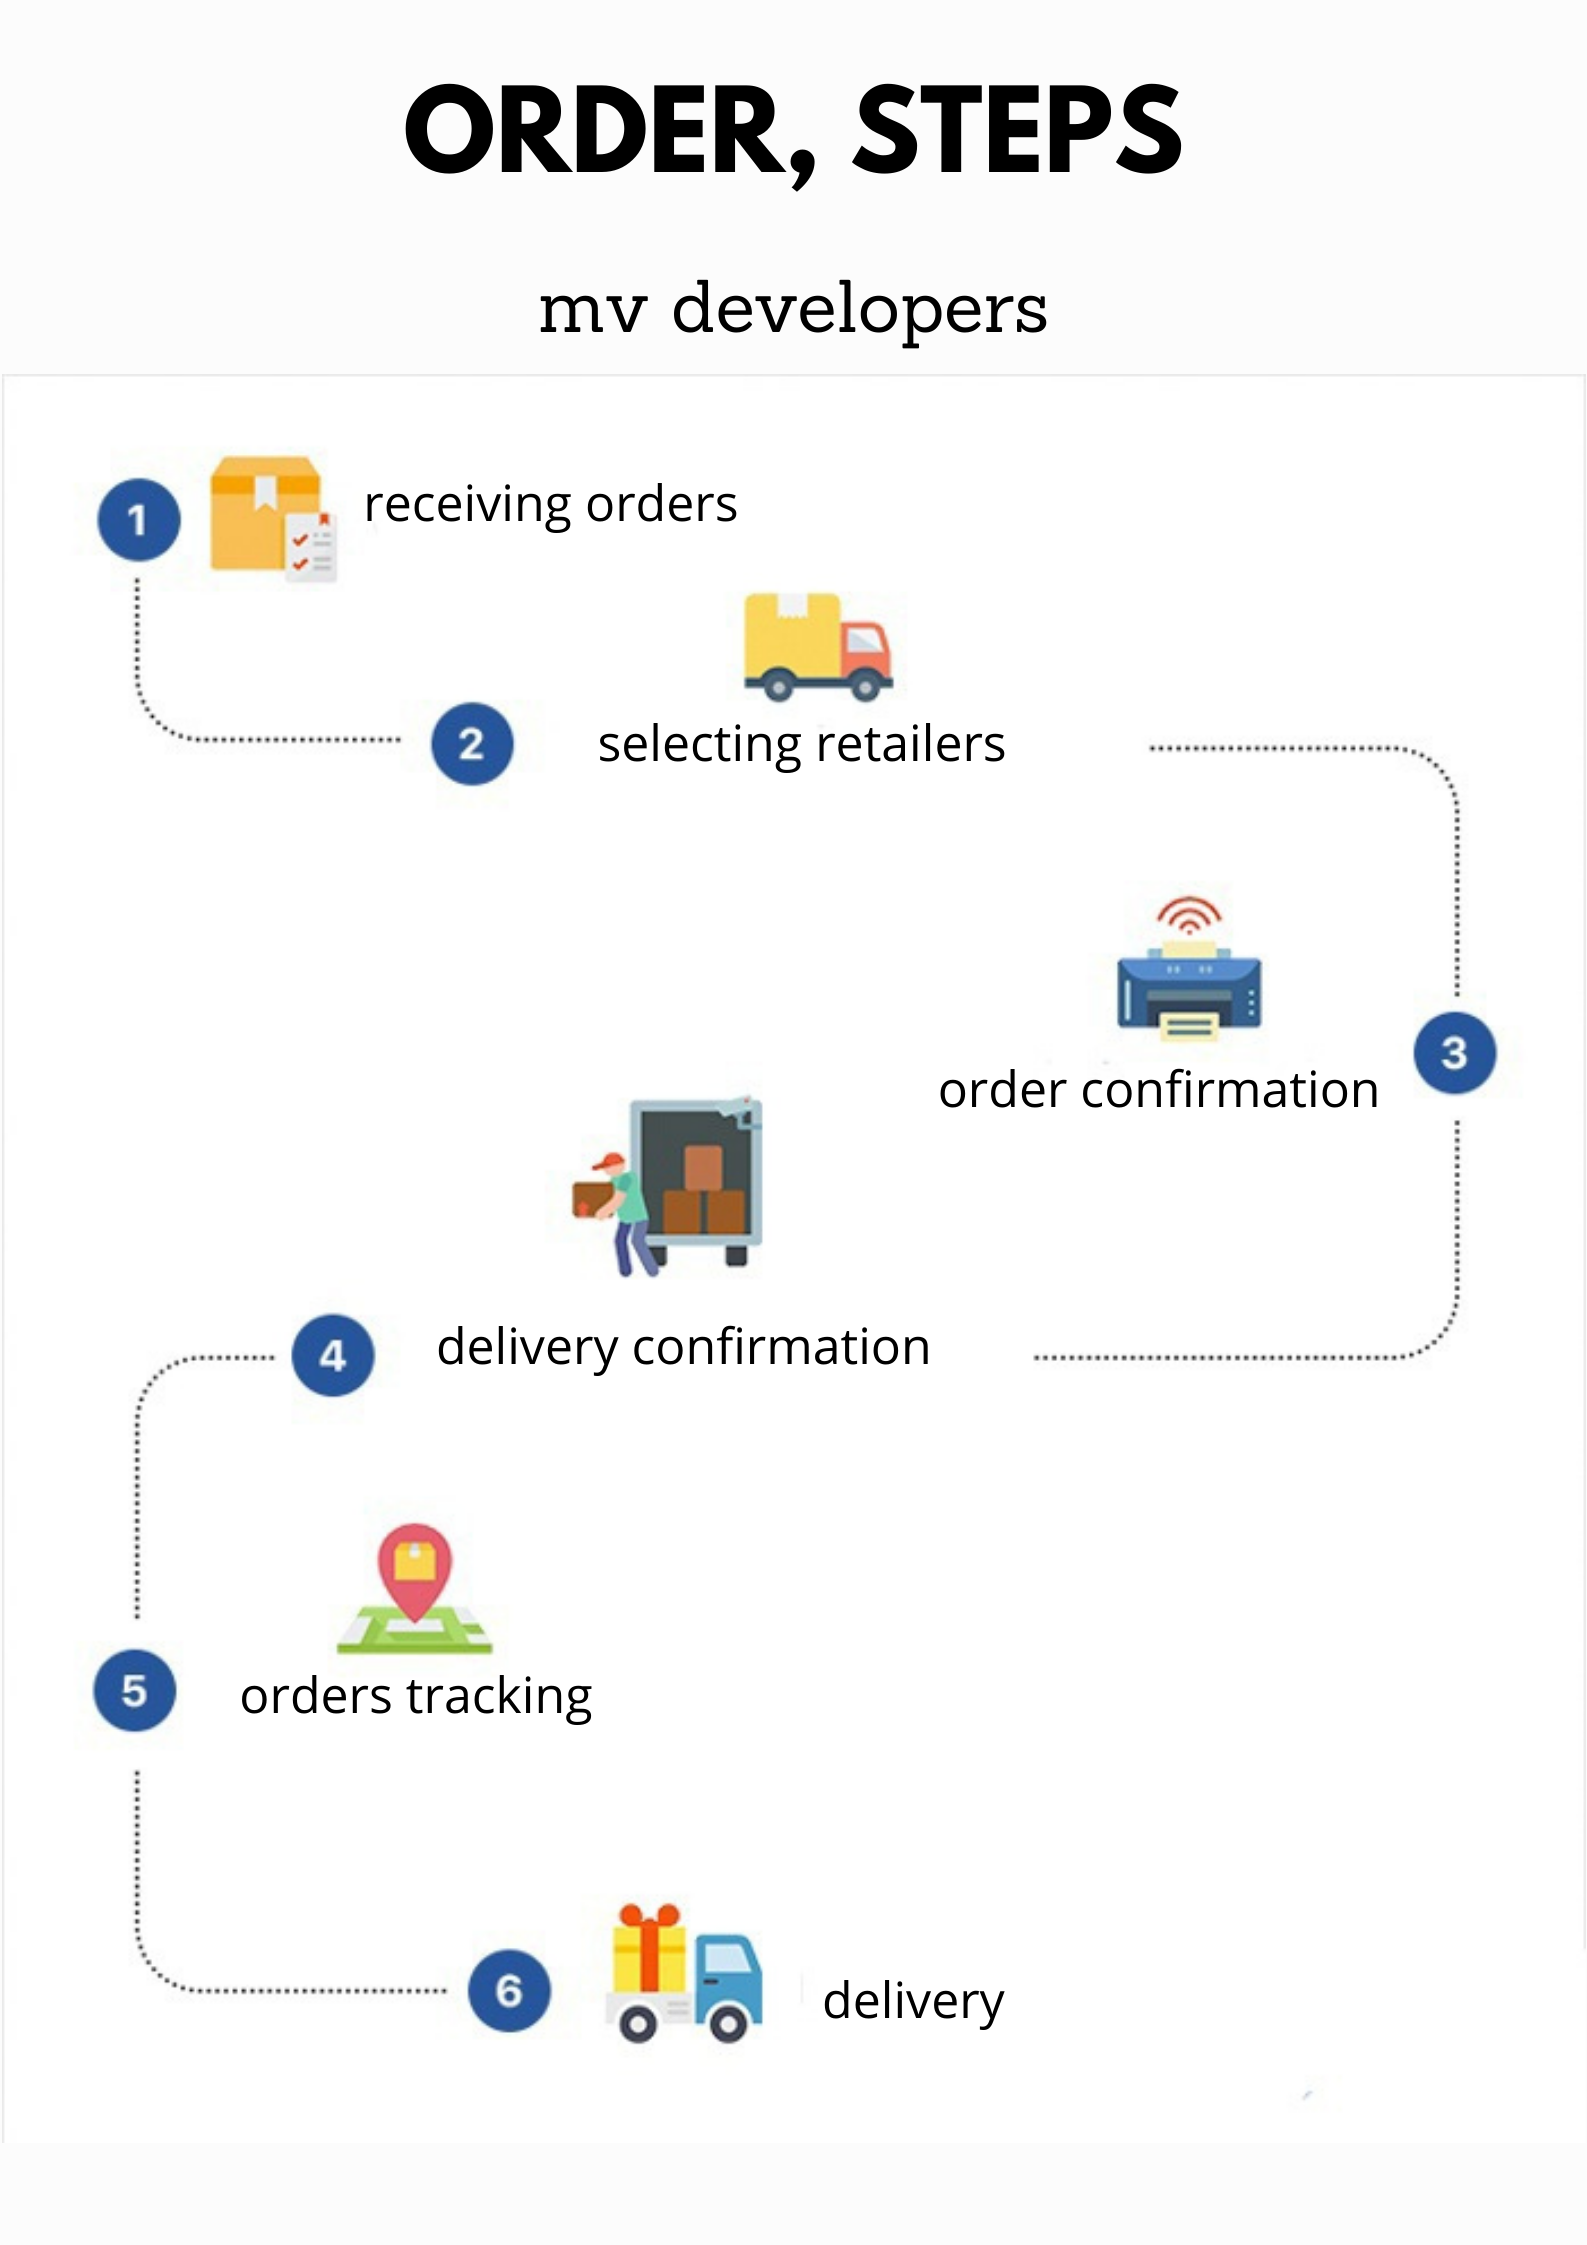 ORDER, STEPS
mv developers
1
receiving orders
2
selecting retailers
3
order confirmation
4
delivery confirmation
5
orders tracking
6
delivery